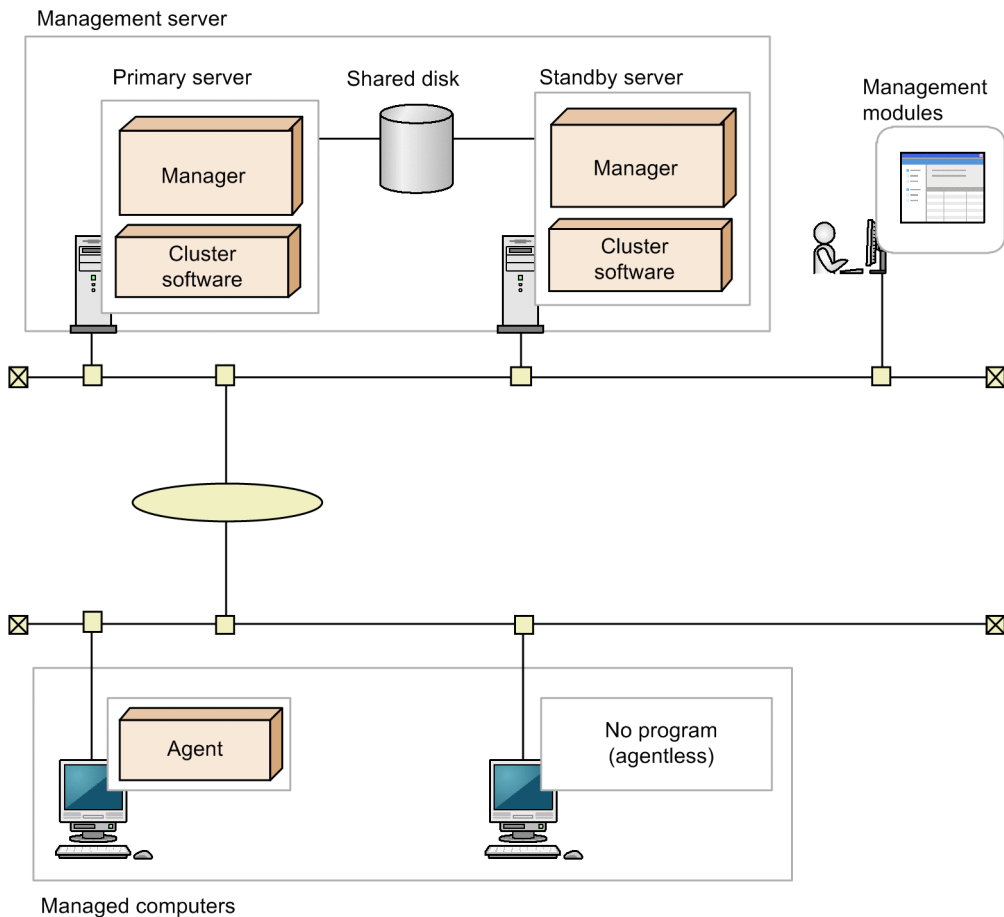 Management server
Primary server
Shared disk
Standby server
Management
modules
Manager
Manager
Cluster
software
Cluster
software
Agent
No program
(agentless)
Managed computers